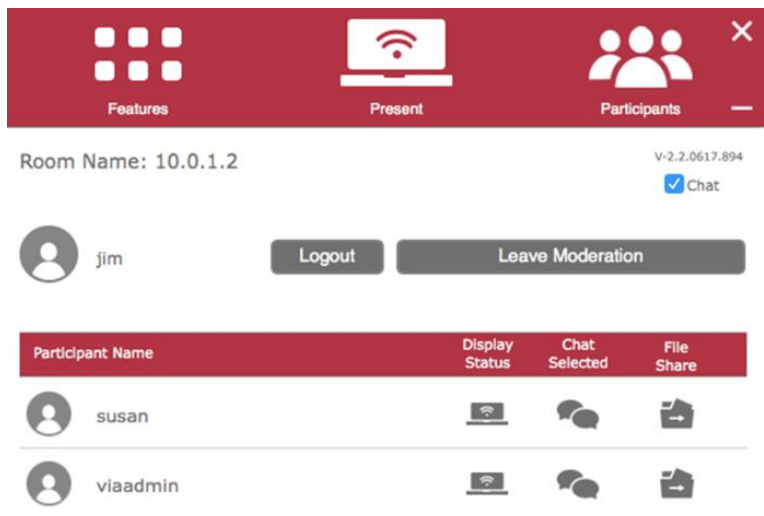 Features Present Participants
Room Name: 10.0.1.2
V-2.2.0617.894
Chat
jim Logout Leave Moderation
Participant Name Display Status Chat Selected File Share
susan
viaadmin